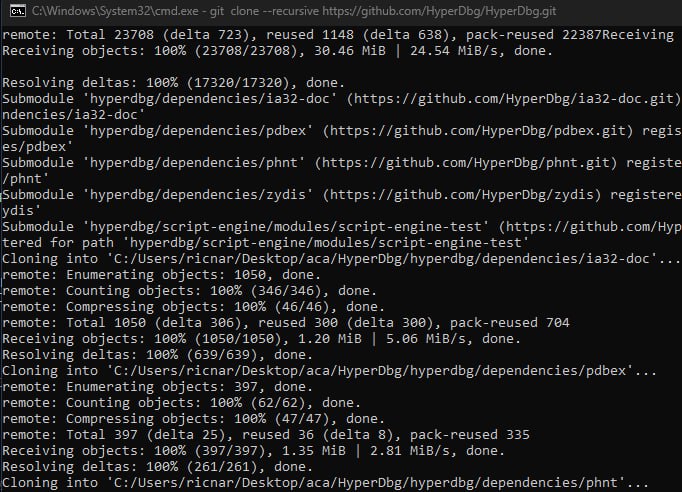 C:\Windows\System32\cmd.exe - git clone --recursive https://github.com/HyperDbg/HyperDbg.git
remote: Total 23708 (delta 723), reused 1148 (delta 638), pack-reused 22387Receiving
Receiving objects: 100% (23708/23708), 30.46 MiB | 24.54 MiB/s, done.
Resolving deltas: 100% (17320/17320), done.
Submodule 'hyperdbg/dependencies/ia32-doc' (https://github.com/HyperDbg/ia32-doc.git)
ndencies/ia32-doc'
Submodule 'hyperdbg/dependencies/pdbex' (https://github.com/HyperDbg/pdbex.git) regis
es/pdbex'
Submodule 'hyperdbg/dependencies/phnt' (https://github.com/HyperDbg/phnt.git) registe
/phnt'
Submodule 'hyperdbg/dependencies/zydis' (https://github.com/HyperDbg/zydis) registere
ydis'
Submodule 'hyperdbg/script-engine/modules/script-engine-test' (https://github.com/Hyp
tered for path 'hyperdbg/script-engine/modules/script-engine-test'
Cloning into 'C:/Users/ricnar/Desktop/aca/HyperDbg/hyperdbg/dependencies/ia32-doc'...
remote: Enumerating objects: 1050, done.
remote: Counting objects: 100% (346/346), done.
remote: Compressing objects: 100% (46/46), done.
remote: Total 1050 (delta 306), reused 300 (delta 300), pack-reused 704
Receiving objects: 100% (1050/1050), 1.20 MiB | 5.06 MiB/s, done.
Resolving deltas: 100% (639/639), done.
Cloning into 'C:/Users/ricnar/Desktop/aca/HyperDbg/hyperdbg/dependencies/pdbex'...
remote: Enumerating objects: 397, done.
remote: Counting objects: 100% (62/62), done.
remote: Compressing objects: 100% (47/47), done.
remote: Total 397 (delta 25), reused 36 (delta 8), pack-reused 335
Receiving objects: 100% (397/397), 1.35 MiB | 2.81 MiB/s, done.
Resolving deltas: 100% (261/261), done.
Cloning into 'C:/Users/ricnar/Desktop/aca/HyperDbg/hyperdbg/dependencies/phnt'...